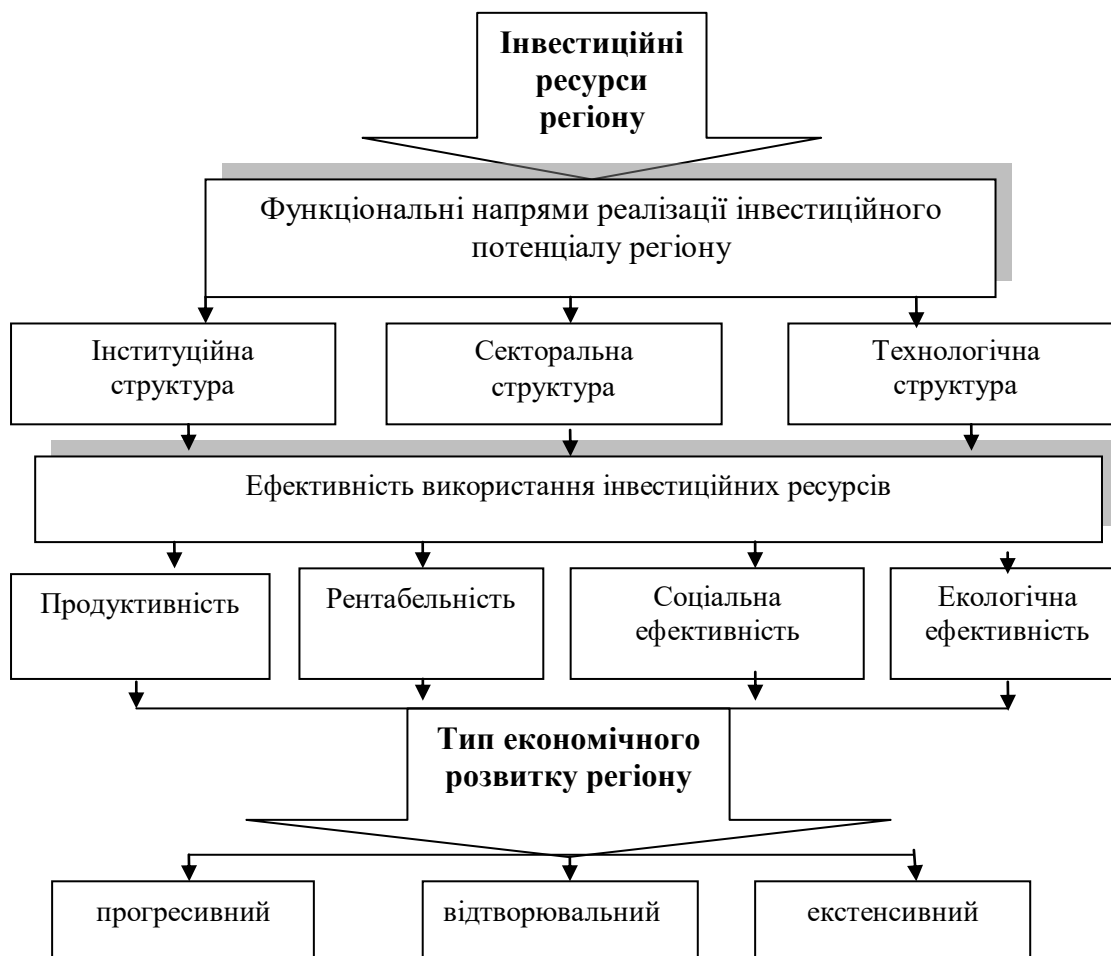 Інвестиційні
ресурси
регіону
Функціональні напрями реалізації інвестиційного
потенціалу регіону
Інституційна
структура
Секторальна
структура
Технологічна
структура
Ефективність використання інвестиційних ресурсів
Продуктивність
Рентабельність
Соціальна
ефективність
Екологічна
ефективність
Тип економічного
розвитку регіону
прогресивний
відтворювальний
екстенсивний